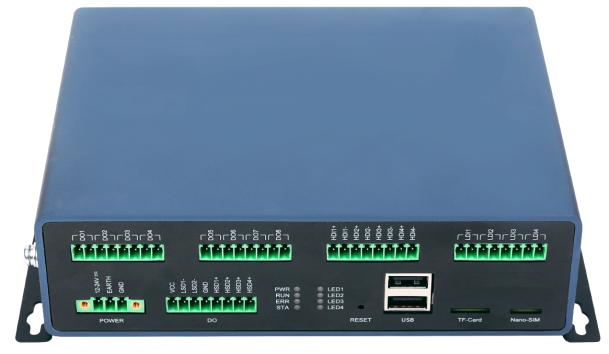 DO1 DO2 DO3 DO4
DO5 DO6 DO7 DO8
HDI1+ HDI1- HDI2+ HDI2- HDI3+ HDI3- HDI4+ HDI4-
LDI1 LDI2 LDI3 LDI4
12-24V
EARTH
GND
POWER
VCC LSD1- LSD2- GND HSD1+ HSD2+ HSD3+ HSD4+
DO
PWR LED1
RUN LED2
ERR LED3
STA LED4
RESET
USB
TF-Card
Nano-SIM